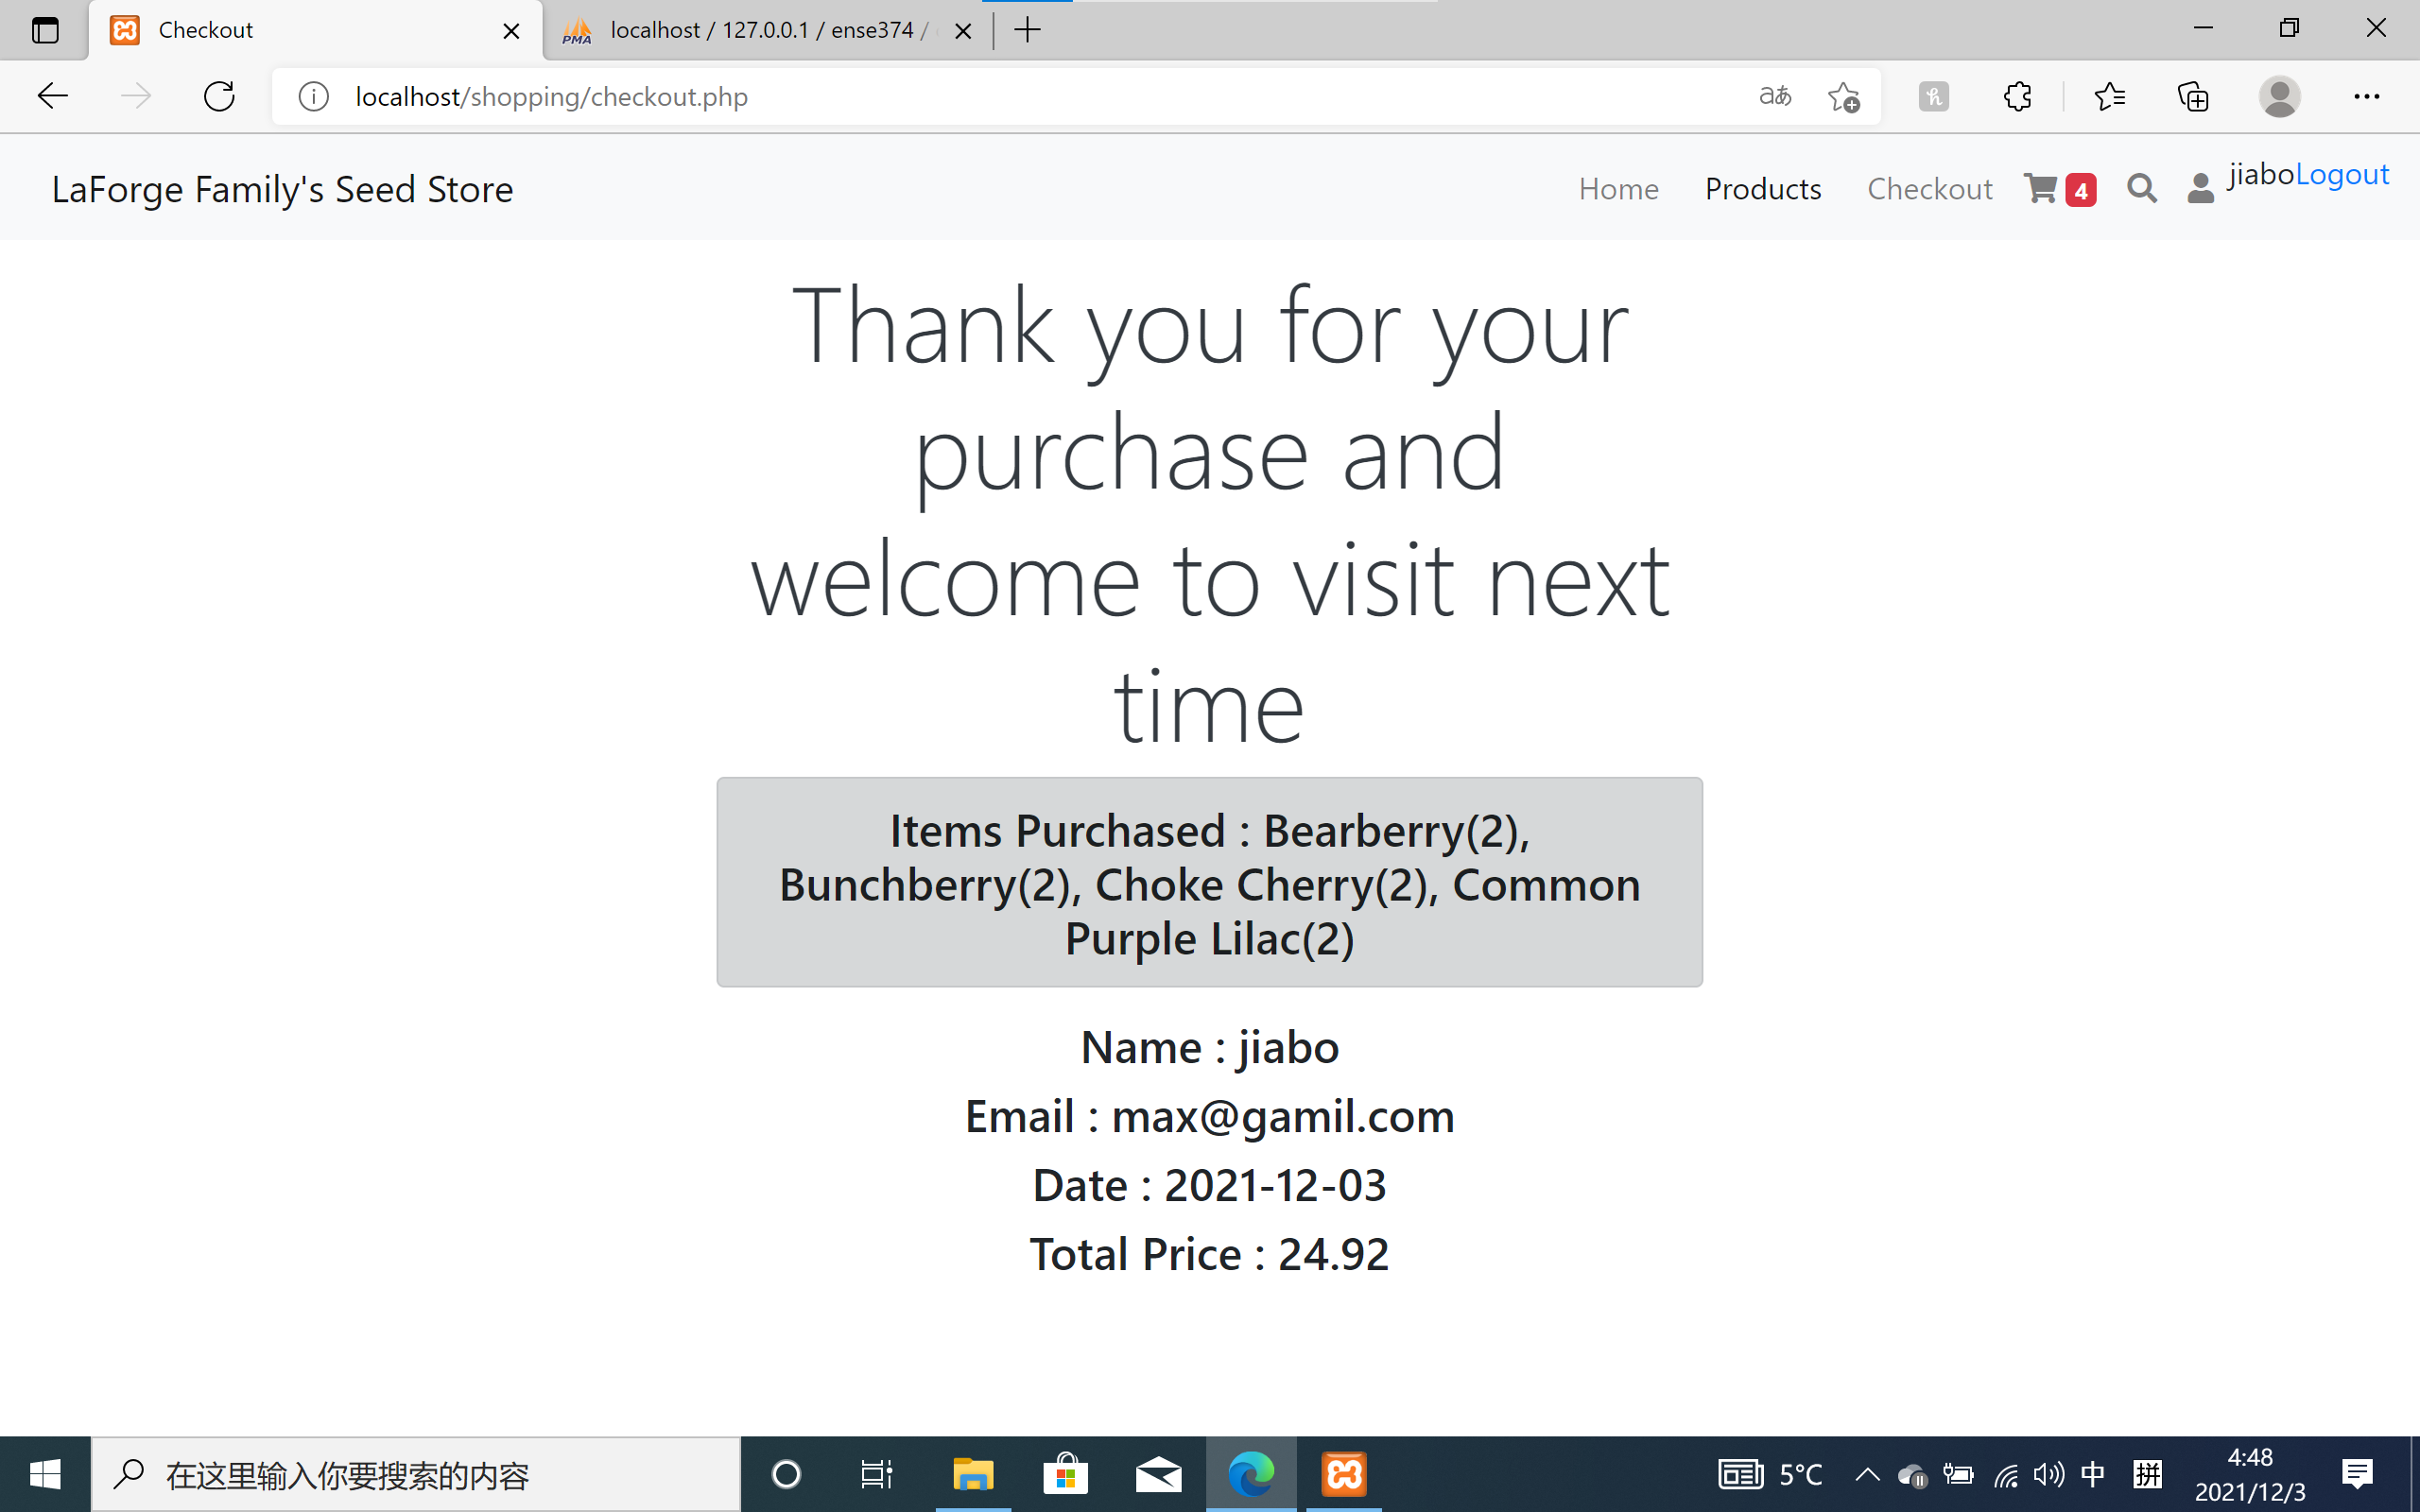 Checkout
PMA
localhost / 127.0.0.1 / ense374 /
localhost/shopping/checkout.php
aあ
LaForge Family's Seed Store
Home
Products
Checkout
4
jiaboLogout
Thank you for your
purchase and
welcome to visit next
time
Items Purchased : Bearberry(2),
Bunchberry(2), Choke Cherry(2), Common
Purple Lilac(2)
Name : jiabo
Email : max@gamil.com
Date : 2021-12-03
Total Price : 24.92
在这里输入你要搜索的内容
5°C
中
拼
4:48
2021/12/3